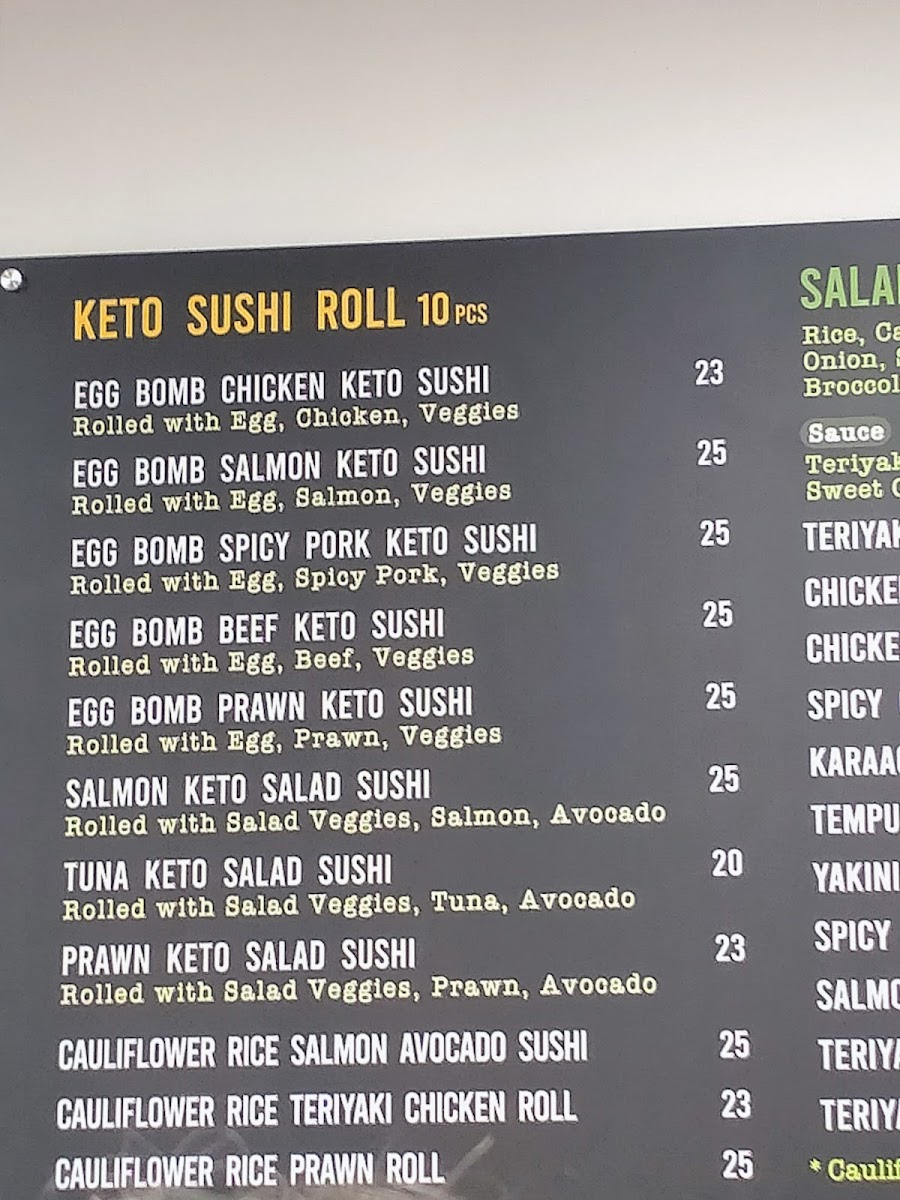 KETO SUSHI ROLL 10 PCS
EGG BOMB CHICKEN KETO SUSHI 23
Rolled with Egg, Chicken, Veggies
EGG BOMB SALMON KETO SUSHI 25
Rolled with Egg, Salmon, Veggies
EGG BOMB SPICY PORK KETO SUSHI 25
Rolled with Egg, Spicy Pork, Veggies
EGG BOMB BEEF KETO SUSHI 25
Rolled with Egg, Beef, Veggies
EGG BOMB PRAWN KETO SUSHI 25
Rolled with Egg, Prawn, Veggies
SALMON KETO SALAD SUSHI 25
Rolled with Salad Veggies, Salmon, Avocado
TUNA KETO SALAD SUSHI 20
Rolled with Salad Veggies, Tuna, Avocado
PRAWN KETO SALAD SUSHI 23
Rolled with Salad Veggies, Prawn, Avocado
CAULIFLOWER RICE SALMON AVOCADO SUSHI 25
CAULIFLOWER RICE TERIYAKI CHICKEN ROLL 23
CAULIFLOWER RICE PRAWN ROLL 25
SALA
Rice, Ca
Onion, S
Broccol
Sauce
Teriyak
Sweet C
TERIYAK
CHICKE
CHICKE
SPICY
KARAA
TEMPU
YAKINI
SPICY
SALMO
TERIYA
TERIYA
* Caulif